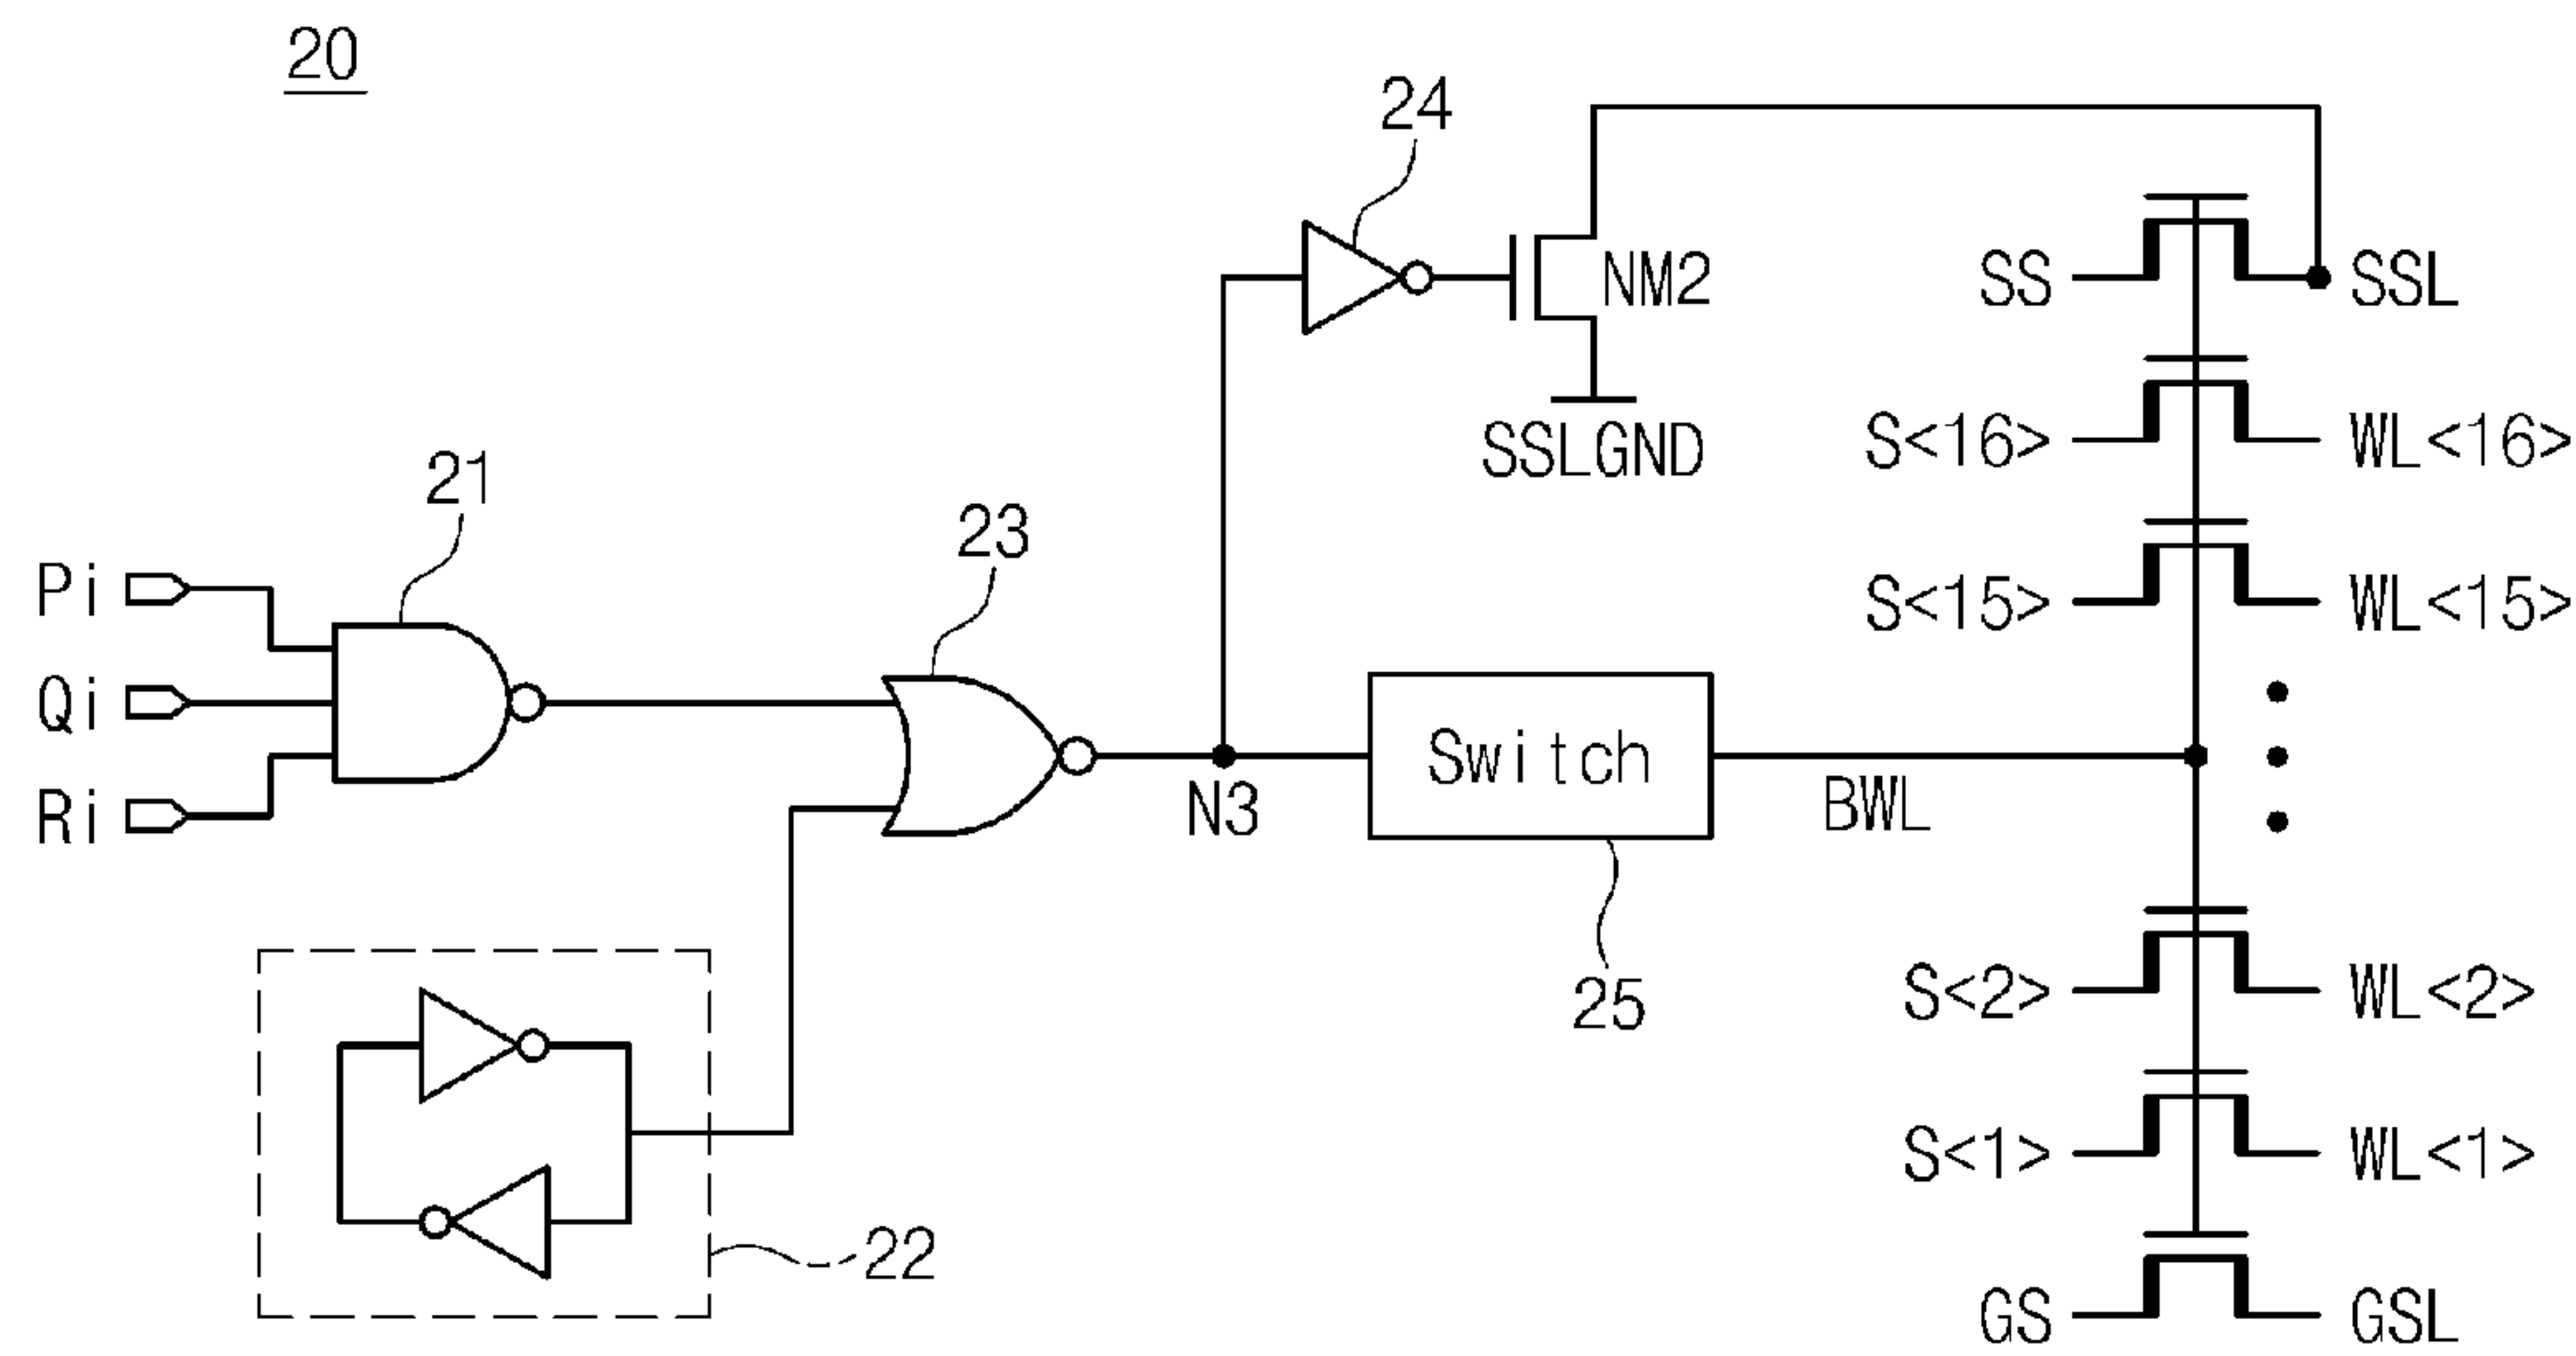 20
24
SS
NM2
SSL
SSLGND
S<16>
WL<16>
21
23
Pi
S<15>
WL<15>
Qi
Switch
Ri
N3
BWL
25
S<2>
WL<2>
S<1>
WL<1>
22
GS
GSL